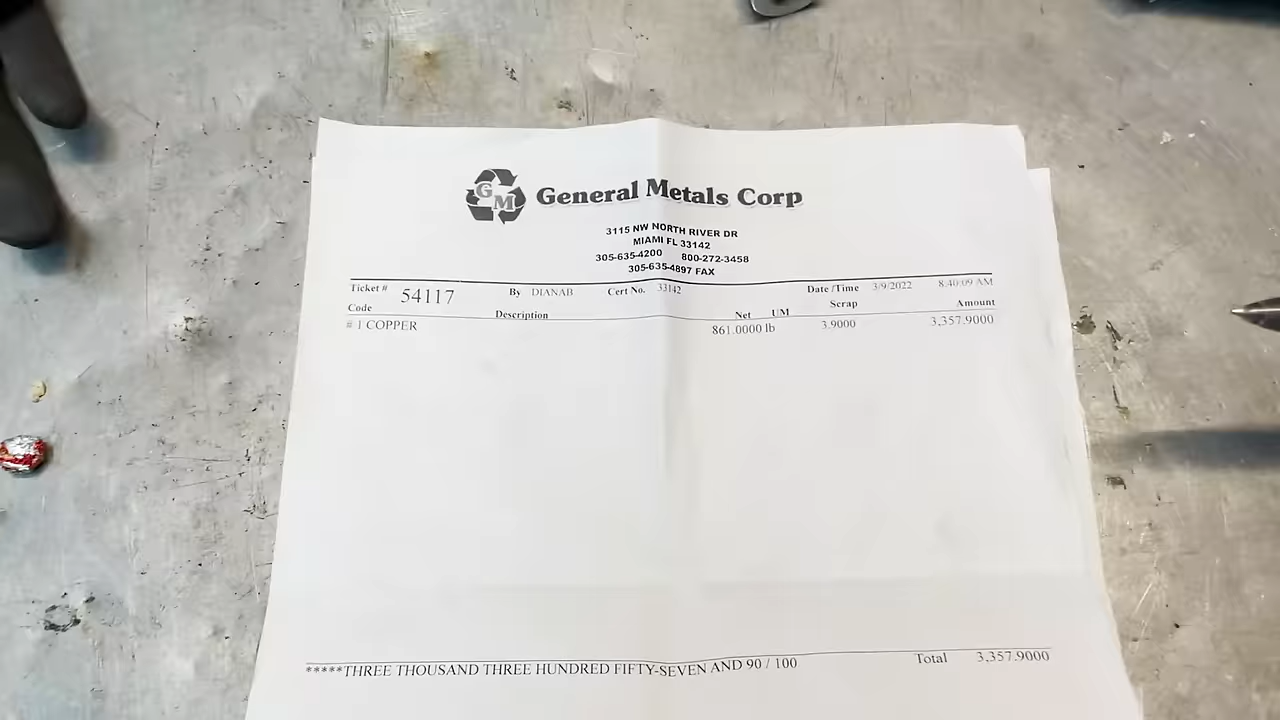 GM General Metals Corp
3115 NW NORTH RIVER DR
MIAMI FL 33142
305-635-4200 800-272-3458
305-635-4897 FAX
Ticket # 54117 By DIANAB Cert No. 33142 Date /Time 3/9/2022 8:40:09 AM
Code Description Net UM Scrap Amount
# 1 COPPER 861.0000 lb 3.9000 3,357.9000
*****THREE THOUSAND THREE HUNDRED FIFTY-SEVEN AND 90 / 100 Total 3,357.9000